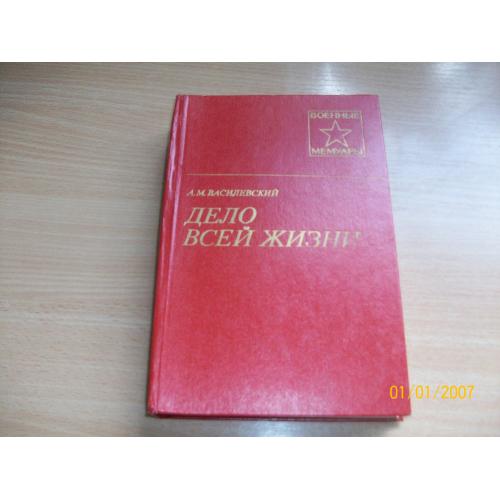 ВОЕННЫЕ
МЕМУАРЫ
А.М.ВАСИЛЕВСКИЙ
ДЕЛО
ВСЕЙ ЖИЗНИ
01/01/2007